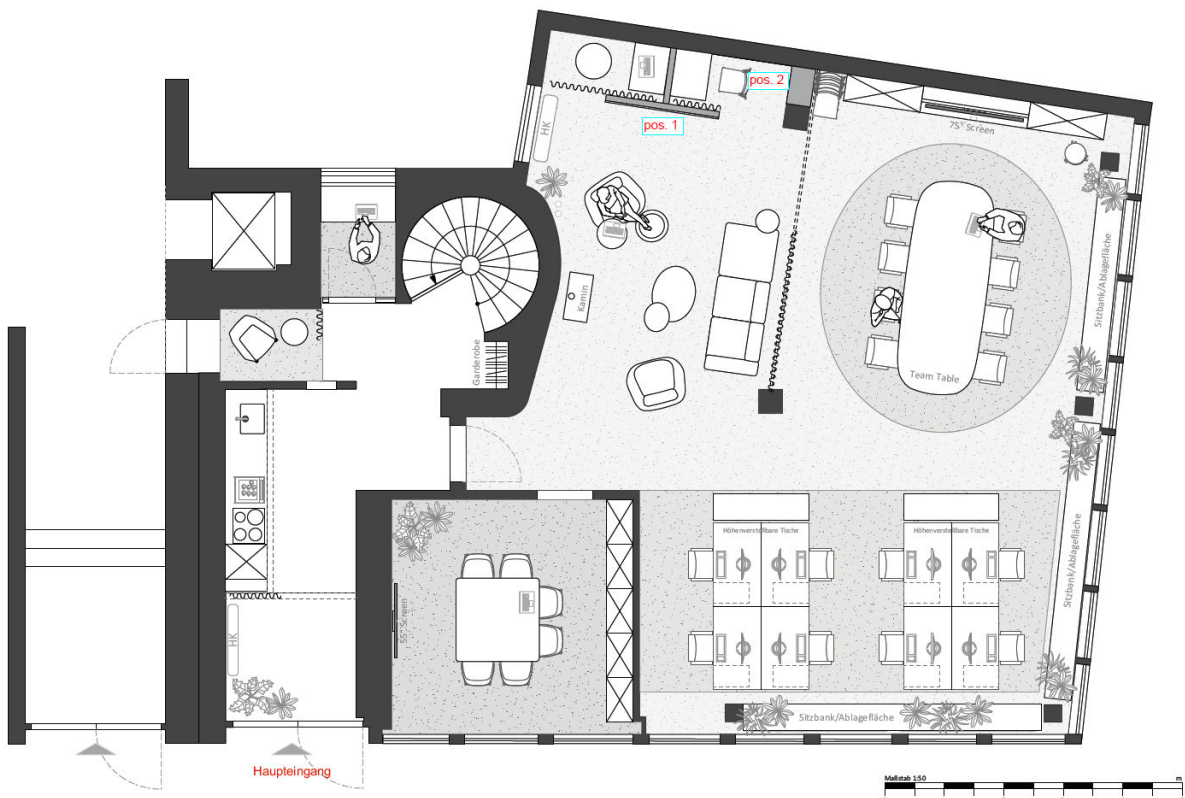 pos. 2
pos. 1
HK
75" Screen
Sitzbank/Ablagefläche
Kamin
Garderobe
Team Table
Höhenverstellbare Tische
Höhenverstellbare Tische
Sitzbank/Ablagefläche
55" Screen
HK
Sitzbank/Ablagefläche
Haupteingang
Maßstab 1:50
m